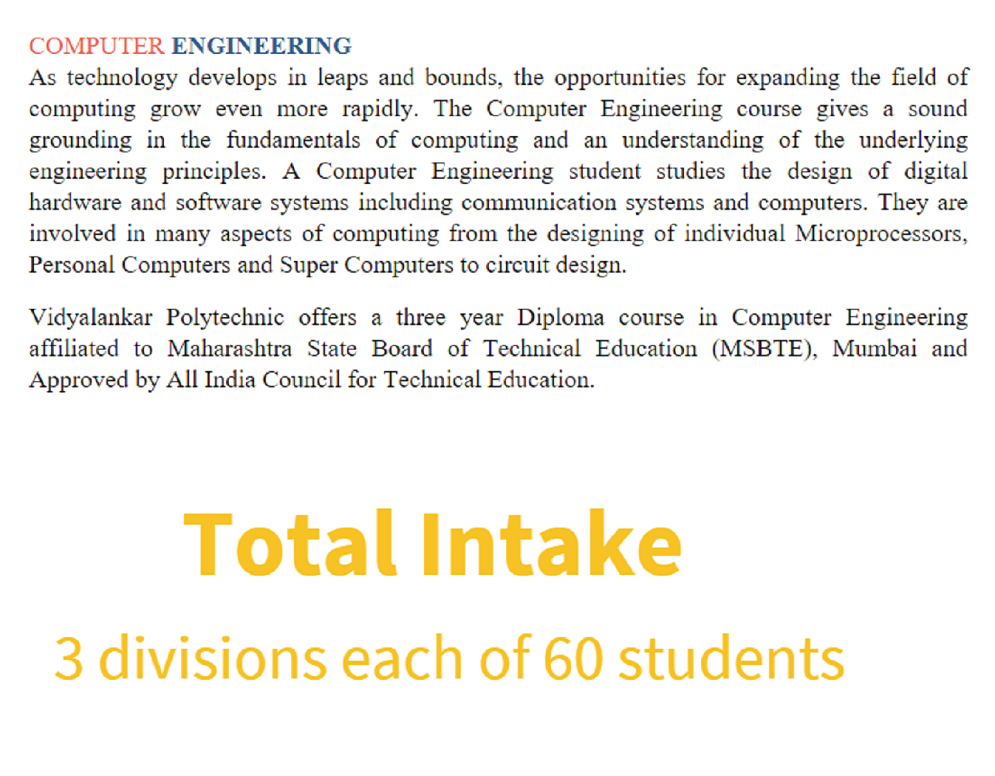 COMPUTER ENGINEERING
As technology develops in leaps and bounds, the opportunities for expanding the field of
computing grow even more rapidly. The Computer Engineering course gives a sound
grounding in the fundamentals of computing and an understanding of the underlying
engineering principles. A Computer Engineering student studies the design of digital
hardware and software systems including communication systems and computers. They are
involved in many aspects of computing from the designing of individual Microprocessors,
Personal Computers and Super Computers to circuit design.
Vidyalankar Polytechnic offers a three year Diploma course in Computer Engineering
affiliated to Maharashtra State Board of Technical Education (MSBTE), Mumbai and
Approved by All India Council for Technical Education.
Total Intake
3 divisions each of 60 students